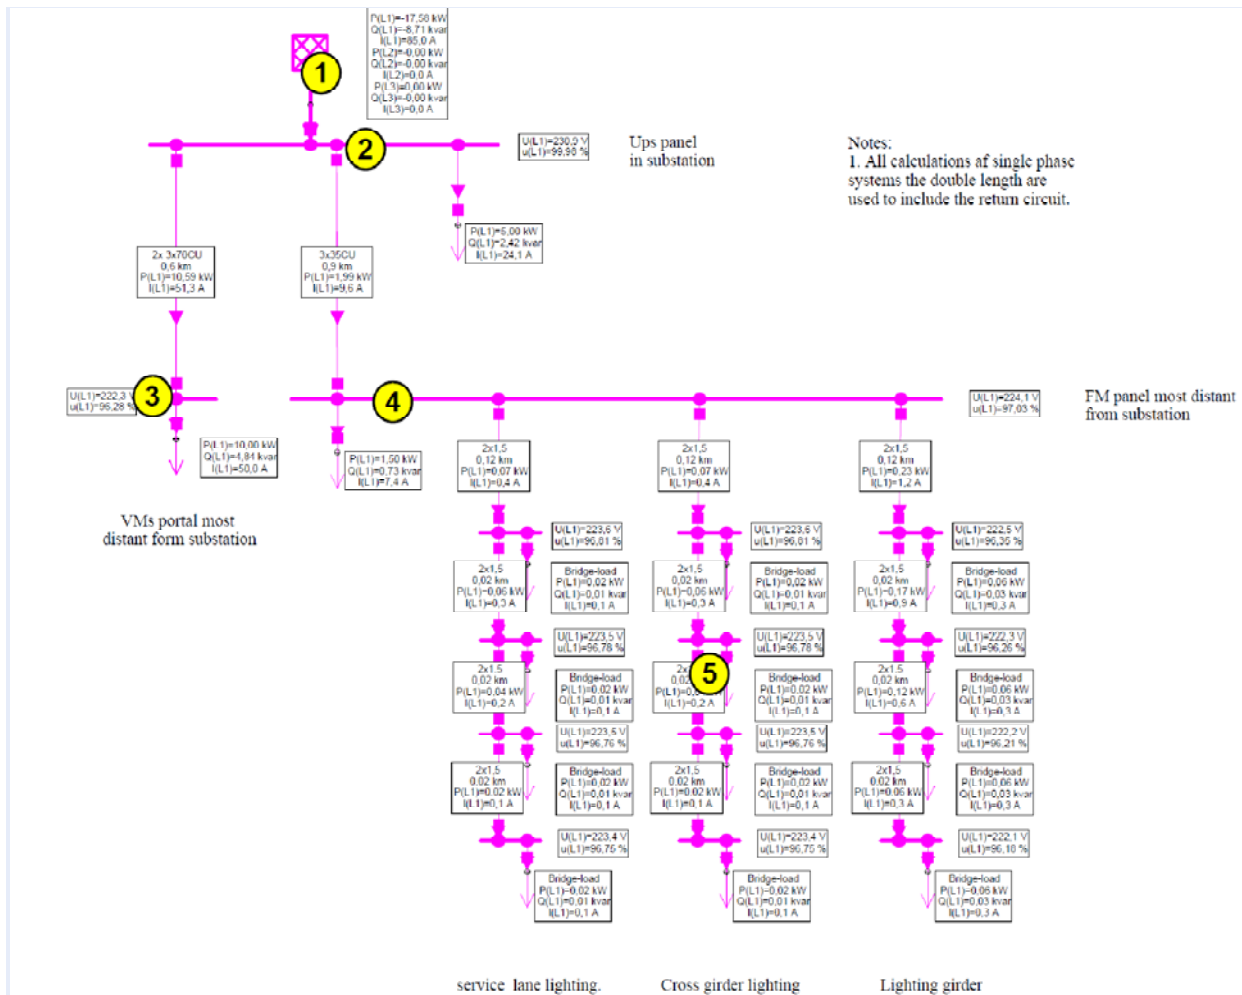 P(L1)=-17,58 kW
Q(L1)=-8,71 kvar
I(L1)=85,0 A
P(L2)=-0,00 kW
Q(L2)=-0,00 kvar
I(L2)=0,0 A
P(L3)=0,00 kW
Q(L3)=-0,00 kvar
I(L3)=0,0 A
1
2
U(L1)=230,9 V
u(L1)=99,98 %
Ups panel
in substation
Notes:
1. All calculations af single phase
systems the double length are
used to include the return circuit.
P(L1)=5,00 kW
Q(L1)=2,42 kvar
I(L1)=24,1 A
2x 3x70CU
0,6 km
P(L1)=10,59 kW
I(L1)=51,3 A
3x35CU
0,9 km
P(L1)=1,99 kW
I(L1)=9,6 A
3
U(L1)=222,3 V
u(L1)=96,28 %
4
U(L1)=224,1 V
u(L1)=97,03 %
FM panel most distant
from substation
P(L1)=10,00 kW
Q(L1)=4,84 kvar
I(L1)=50,0 A
P(L1)=1,50 kW
Q(L1)=0,73 kvar
I(L1)=7,4 A
VMs portal most
distant form substation
2x1,5
0,12 km
P(L1)=0,07 kW
I(L1)=0,4 A
2x1,5
0,12 km
P(L1)=0,07 kW
I(L1)=0,4 A
2x1,5
0,12 km
P(L1)=0,23 kW
I(L1)=1,2 A
U(L1)=223,6 V
u(L1)=96,81 %
U(L1)=223,6 V
u(L1)=96,81 %
U(L1)=222,5 V
u(L1)=96,35 %
2x1,5
0,02 km
P(L1)=0,06 kW
I(L1)=0,3 A
Bridge-load
P(L1)=0,02 kW
Q(L1)=0,01 kvar
I(L1)=0,1 A
2x1,5
0,02 km
P(L1)=0,06 kW
I(L1)=0,3 A
Bridge-load
P(L1)=0,02 kW
Q(L1)=0,01 kvar
I(L1)=0,1 A
2x1,5
0,02 km
P(L1)=0,17 kW
I(L1)=0,9 A
Bridge-load
P(L1)=0,06 kW
Q(L1)=0,03 kvar
I(L1)=0,3 A
U(L1)=223,5 V
u(L1)=96,78 %
U(L1)=223,5 V
u(L1)=96,78 %
U(L1)=222,3 V
u(L1)=96,26 %
2x1,5
0,02 km
P(L1)=0,04 kW
I(L1)=0,2 A
Bridge-load
P(L1)=0,02 kW
Q(L1)=0,01 kvar
I(L1)=0,1 A
5
I(L1)=0,2 A
Bridge-load
P(L1)=0,02 kW
Q(L1)=0,01 kvar
I(L1)=0,1 A
2x1,5
0,02 km
P(L1)=0,12 kW
I(L1)=0,6 A
Bridge-load
P(L1)=0,06 kW
Q(L1)=0,03 kvar
I(L1)=0,3 A
U(L1)=223,5 V
u(L1)=96,76 %
U(L1)=223,5 V
u(L1)=96,76 %
U(L1)=222,2 V
u(L1)=96,21 %
2x1,5
0,02 km
P(L1)=0,02 kW
I(L1)=0,1 A
Bridge-load
P(L1)=0,02 kW
Q(L1)=0,01 kvar
I(L1)=0,1 A
2x1,5
0,02 km
P(L1)=0,02 kW
I(L1)=0,1 A
Bridge-load
P(L1)=0,02 kW
Q(L1)=0,01 kvar
I(L1)=0,1 A
2x1,5
0,02 km
P(L1)=0,06 kW
I(L1)=0,3 A
Bridge-load
P(L1)=0,06 kW
Q(L1)=0,03 kvar
I(L1)=0,3 A
U(L1)=223,4 V
u(L1)=96,75 %
U(L1)=223,4 V
u(L1)=96,75 %
U(L1)=222,1 V
u(L1)=96,18 %
Bridge-load
P(L1)=0,02 kW
Q(L1)=0,01 kvar
I(L1)=0,1 A
Bridge-load
P(L1)=0,02 kW
Q(L1)=0,01 kvar
I(L1)=0,1 A
Bridge-load
P(L1)=0,06 kW
Q(L1)=0,03 kvar
I(L1)=0,3 A
service lane lighting.
Cross girder lighting
Lighting girder